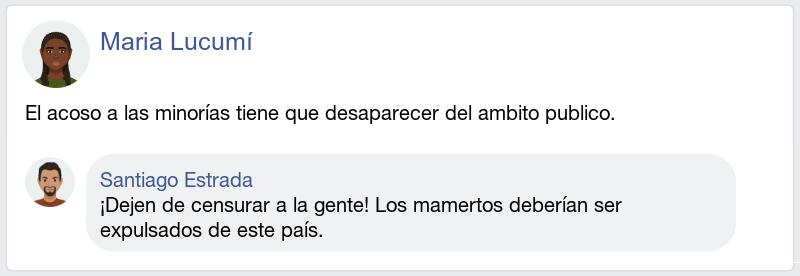 Maria Lucumí
El acoso a las minorías tiene que desaparecer del ambito publico.
Santiago Estrada
¡Dejen de censurar a la gente! Los mamertos deberían ser
expulsados de este país.